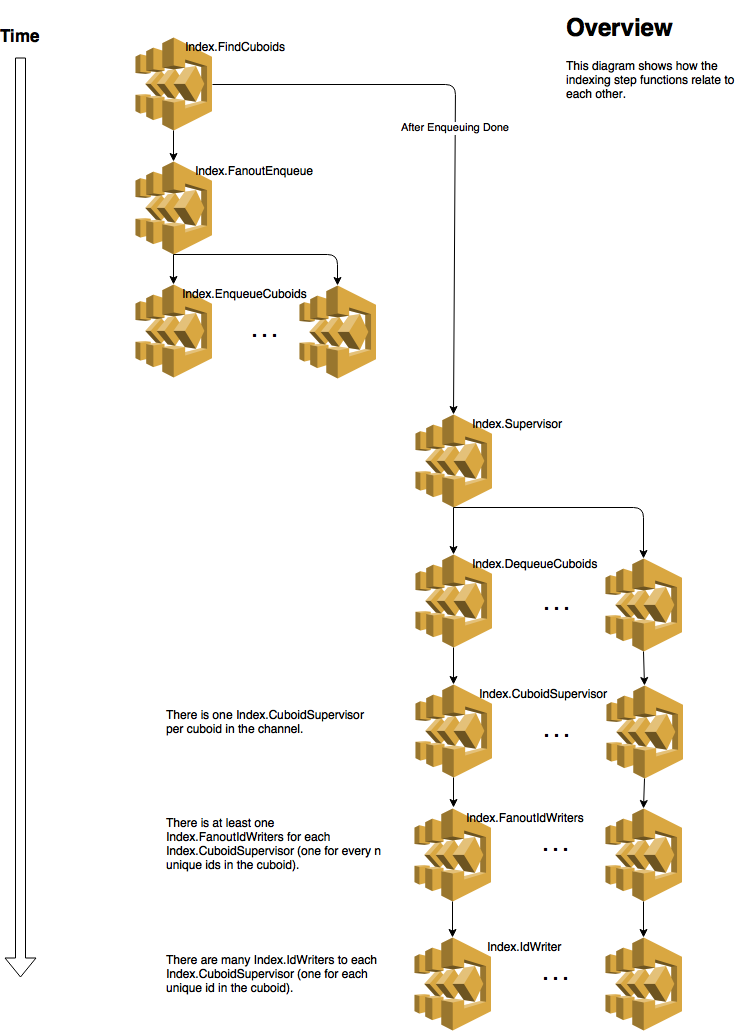 Overview
Time
Index.FindCuboids
This diagram shows how the
indexing step functions relate to
each other.
After Enqueuing Done
Index.FanoutEnqueue
Index.EnqueueCuboids
. . .
Index.Supervisor
Index.DequeueCuboids
. . .
Index.CuboidSupervisor
There is one Index.CuboidSupervisor
per cuboid in the channel.
. . .
Index.FanoutIdWriters
There is at least one
Index.FanoutIdWriters for each
Index.CuboidSupervisor (one for every n
unique ids in the cuboid).
. . .
Index.IdWriter
There are many Index.IdWriters to each
Index.CuboidSupervisor (one for each
unique id in the cuboid).
. . .